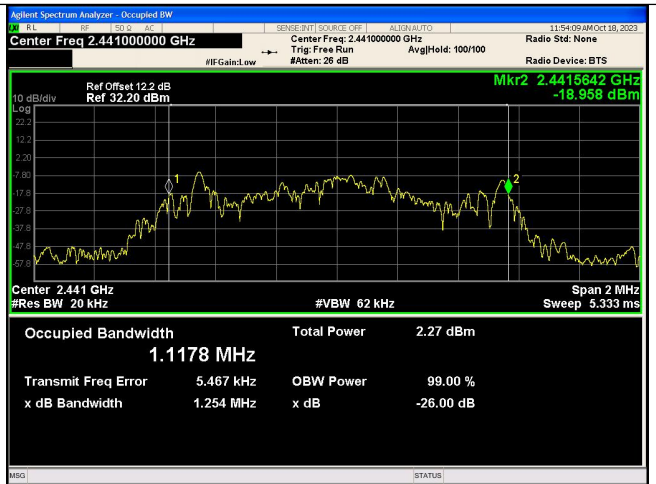 Agilent Spectrum Analyzer - Occupied BW
RL RF 50 Ω AC SENSE:INT SOURCE OFF ALIGN AUTO 11:54:09 AM Oct 18, 2023
Center Freq 2.441000000 GHz Center Freq: 2.441000000 GHz Radio Std: None
Trig: Free Run Avg|Hold: 100/100
#IFGain:Low #Atten: 26 dB Radio Device: BTS
Mkr2 2.4415642 GHz
-18.958 dBm
Ref Offset 12.2 dB
10 dB/div Ref 32.20 dBm
Log
22.2
12.2
2.20
-7.80
-17.8
-27.8
-37.8
-47.8
-57.8
1
2
Center 2.441 GHz Span 2 MHz
#Res BW 20 kHz #VBW 62 kHz Sweep 5.333 ms
Occupied Bandwidth Total Power 2.27 dBm
1.1178 MHz
Transmit Freq Error 5.467 kHz OBW Power 99.00 %
x dB Bandwidth 1.254 MHz x dB -26.00 dB
MSG STATUS